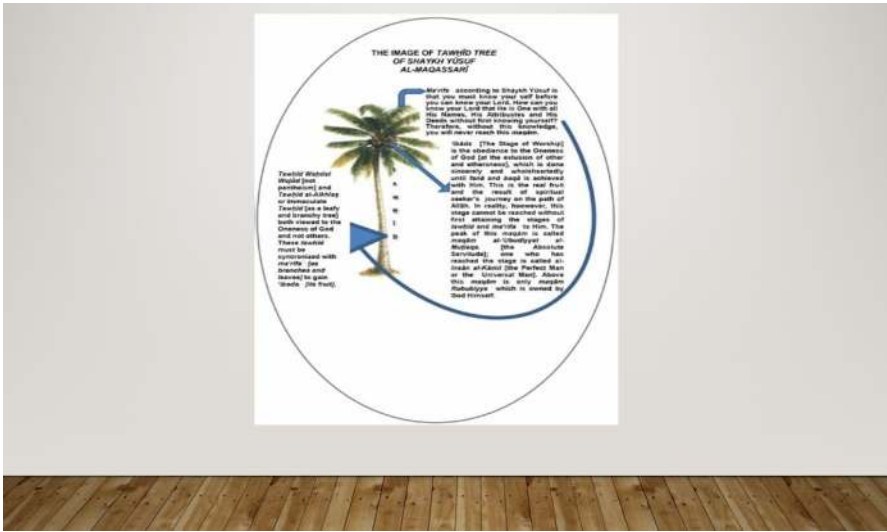 THE IMAGE OF TAWHĪD TREE
OF SHAYKH YŪSUF
AL-MAQASSARĪ
Ma'rifa according to Shaykh Yūsuf is
that you must know your self before
you can know your Lord. How can you
know your Lord that He is One with all
His Names, His Attributes and His
Deeds without first knowing yourself?
Therefore, without this knowledge,
you will never reach this maqām.
'Ibāda [The Stage of Worship]
is the obedience to the Oneness
of God [at the exlusion of other
and otherness], which is done
sincerely and wholeheartedly
until fanā and baqā is achieved
with Him. This is the real fruit
and the result of spiritual
seeker's journey on the path of
Allāh. In reality, however, this
stage cannot be reached without
first attaining the stages of
tawhīd and ma'rifa to Him. The
peak of this maqām is called
maqām al-'Ubudiyyat al-
Mutlaqa [the Absolute
Servitude]; one who has
reached the stage is called al-
Insān al-Kāmil [the Perfect Man
or the Universal Man]. Above
this maqām is only maqām
Rububiyya which is owned by
God Himself.
Tawhīd Wahdat
Wujūd [not
pantheism] and
Tawhīd al-Alkhlaṣ
or immaculate
Tawhīd [as a leafy
and branchy tree]
both viewed to the
Oneness of God
and not others.
These tawhīd
must be
syncronized with
ma'rifa [as
branches and
leaves] to gain
'ibada [its fruit].